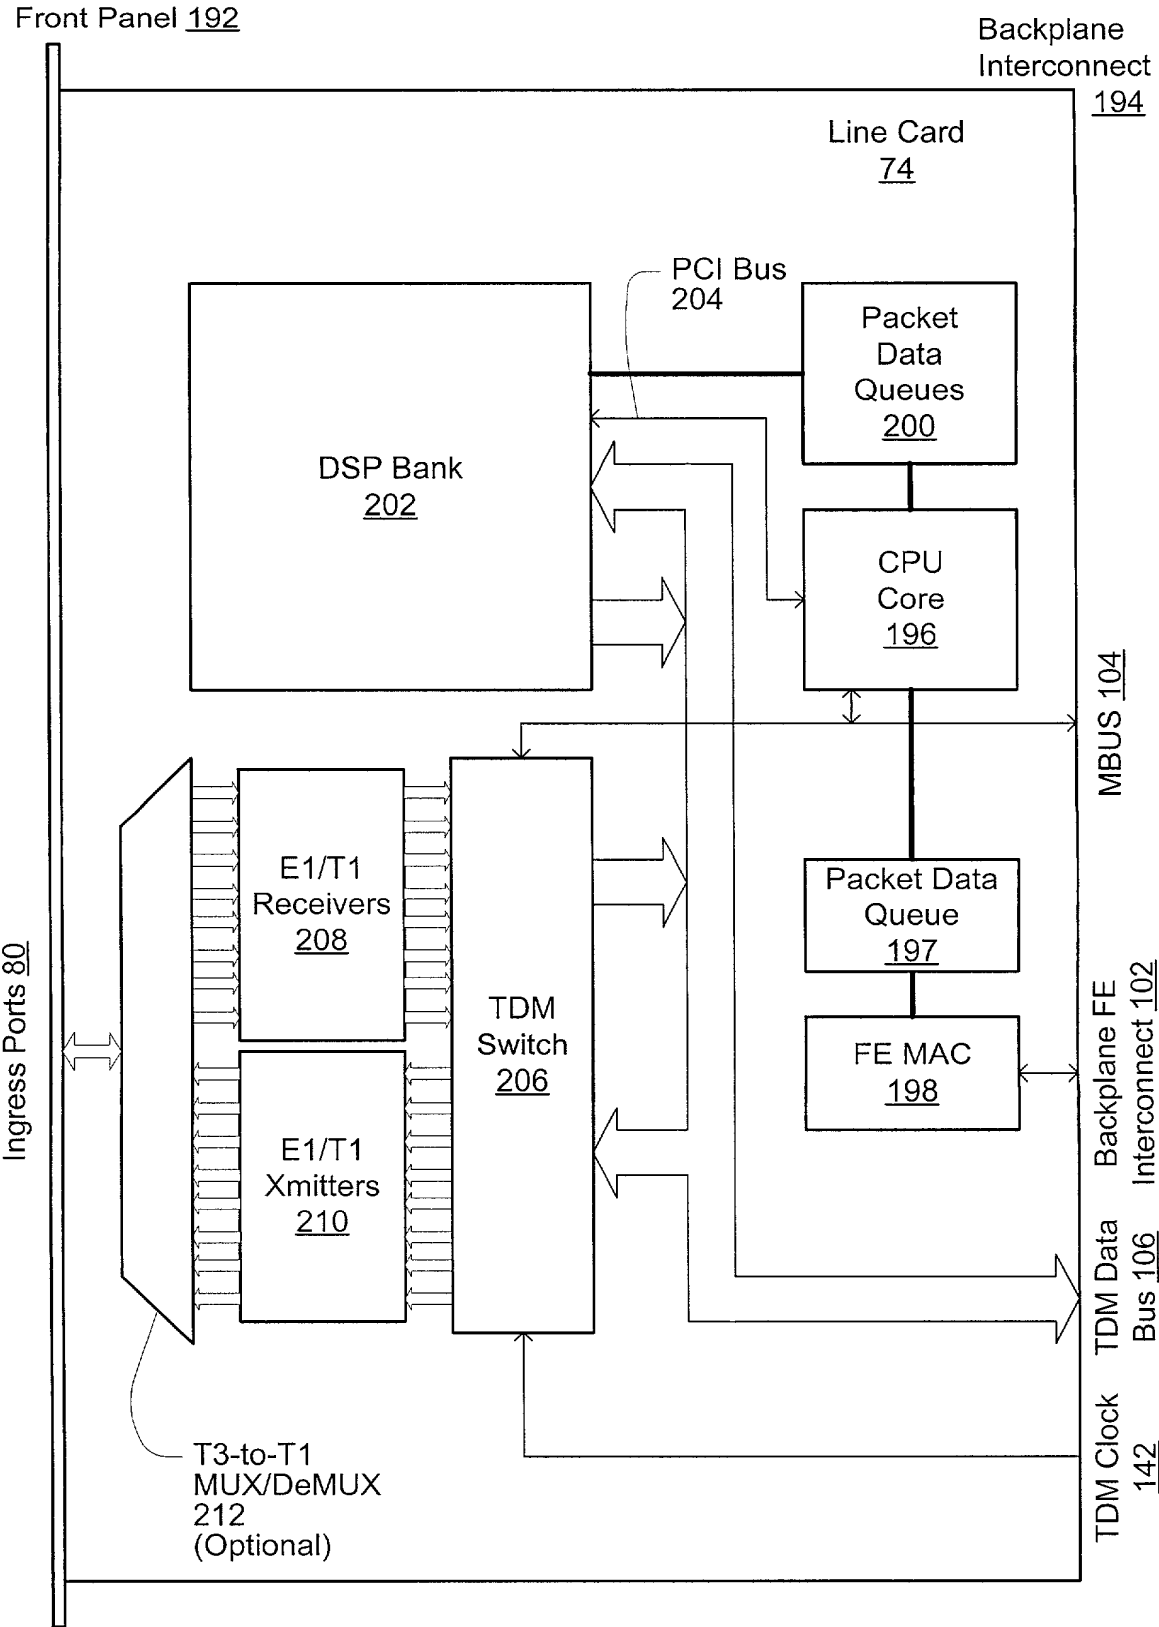 Front Panel 192
Backplane
Interconnect
194
Line Card
74
PCI Bus
204
Packet
Data
Queues
200
DSP Bank
202
CPU
Core
196
MBUS 104
E1/T1
Receivers
208
Packet Data
Queue
197
TDM
Switch
206
FE MAC
198
Backplane FE
Interconnect 102
Ingress Ports 80
E1/T1
Xmitters
210
TDM Data
Bus 106
TDM Clock
142
T3-to-T1
MUX/DeMUX
212
(Optional)